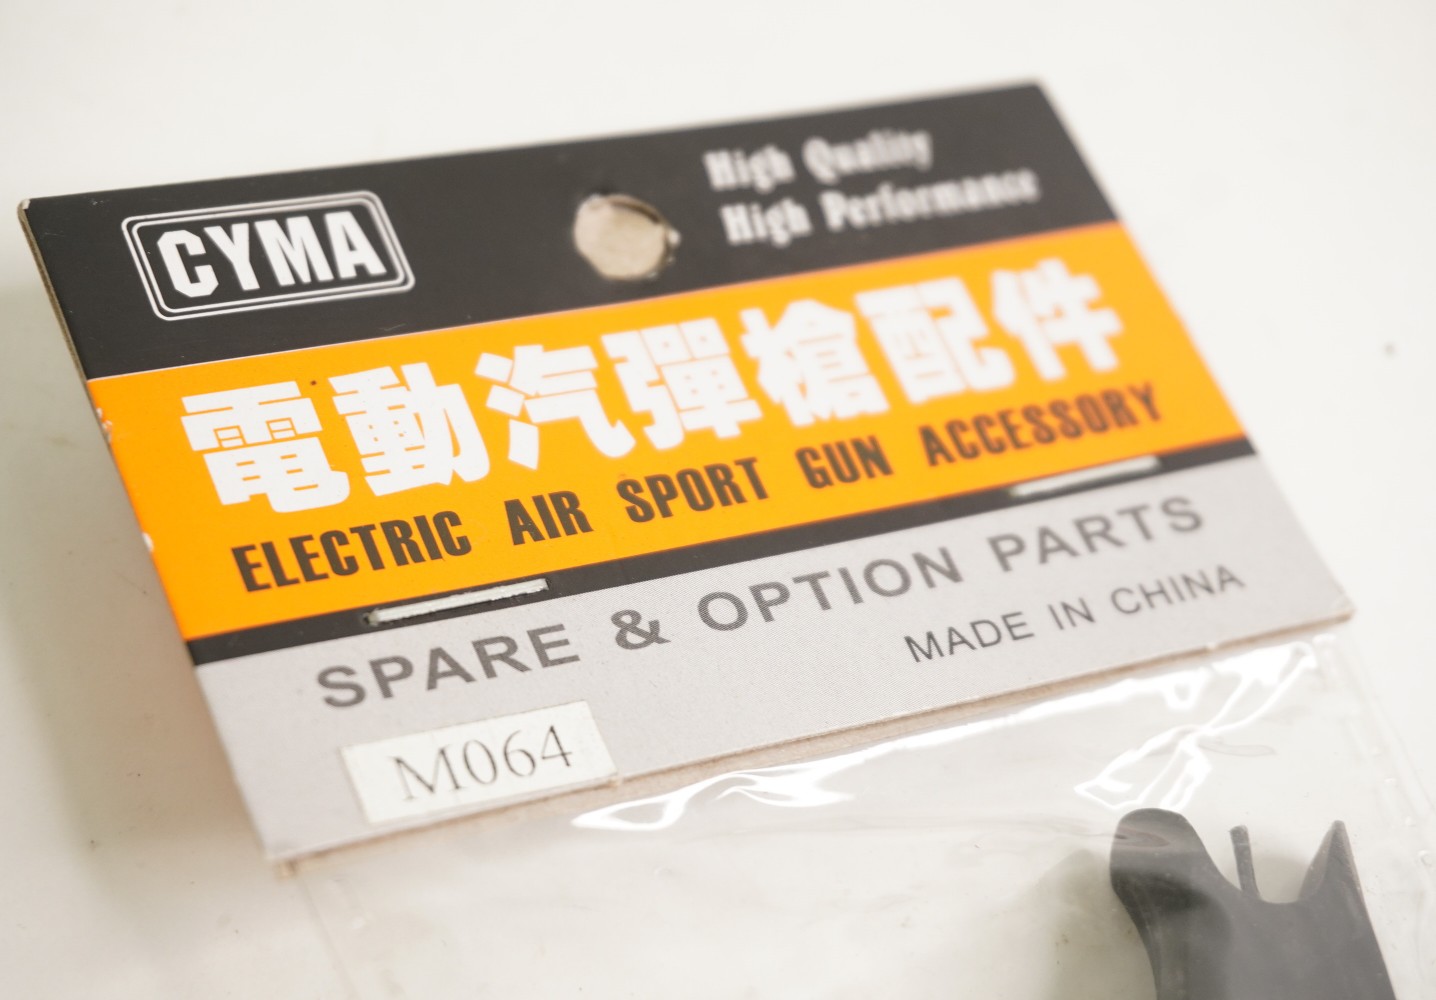 CYMA
High Quality
High Performance
電動汽彈槍配件
ELECTRIC AIR SPORT GUN ACCESSORY
SPARE & OPTION PARTS
MADE IN CHINA
M064